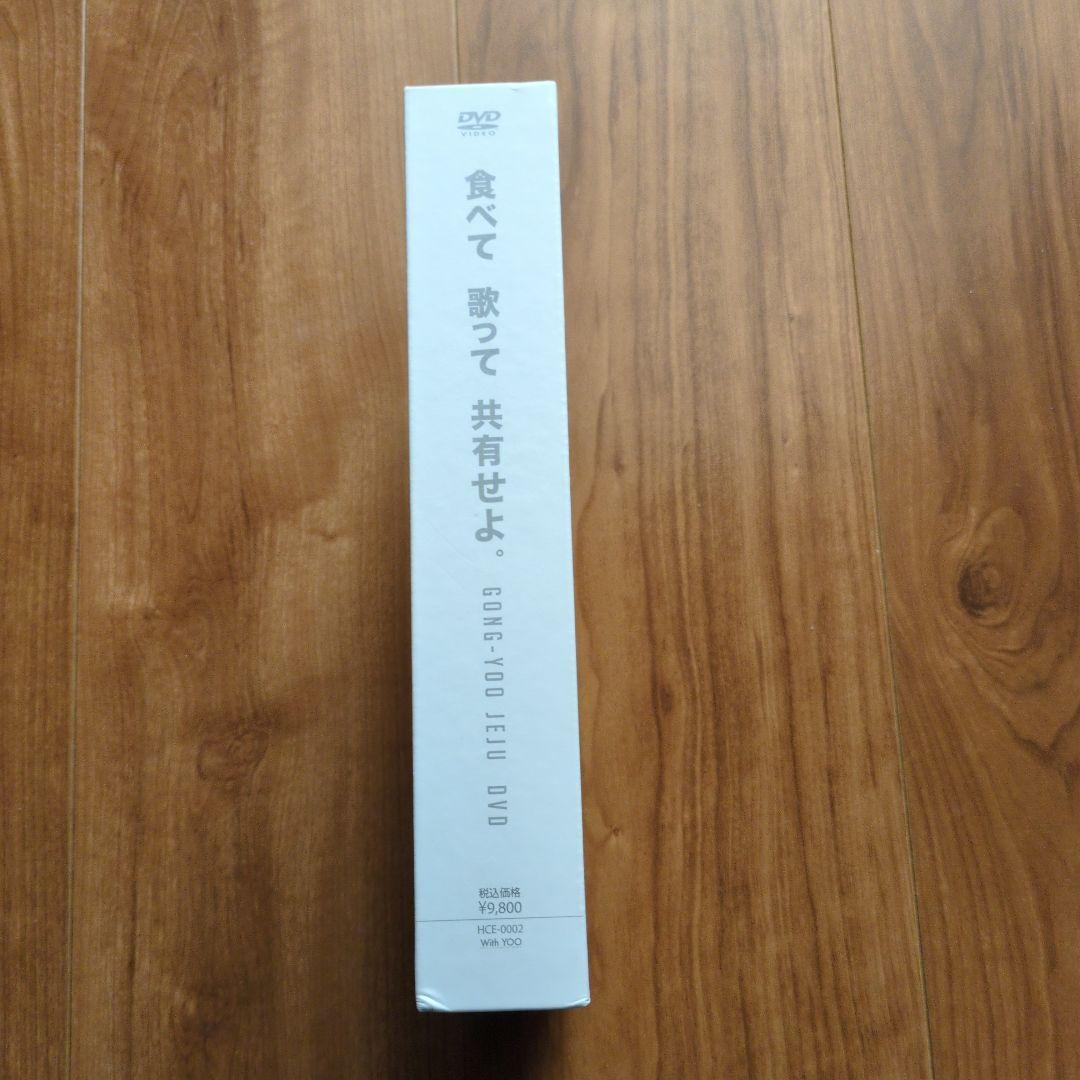 DVD
VIDEO
食べて 歌って 共有せよ。
GONG-YOO JEJU DVD
税込価格
¥9,800
HCE-0002
With YOO